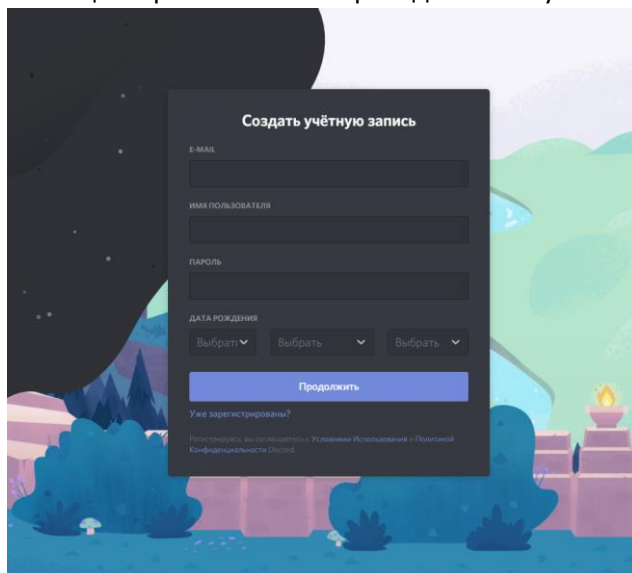 Создать учётную запись
E-MAIL
ИМЯ ПОЛЬЗОВАТЕЛЯ
ПАРОЛЬ
ДАТА РОЖДЕНИЯ
Выбрать Выбрать Выбрать
Продолжить
Уже зарегистрированы?
Регистрируясь, вы соглашаетесь с Условиями Использования и Политикой
Конфиденциальности Discord.